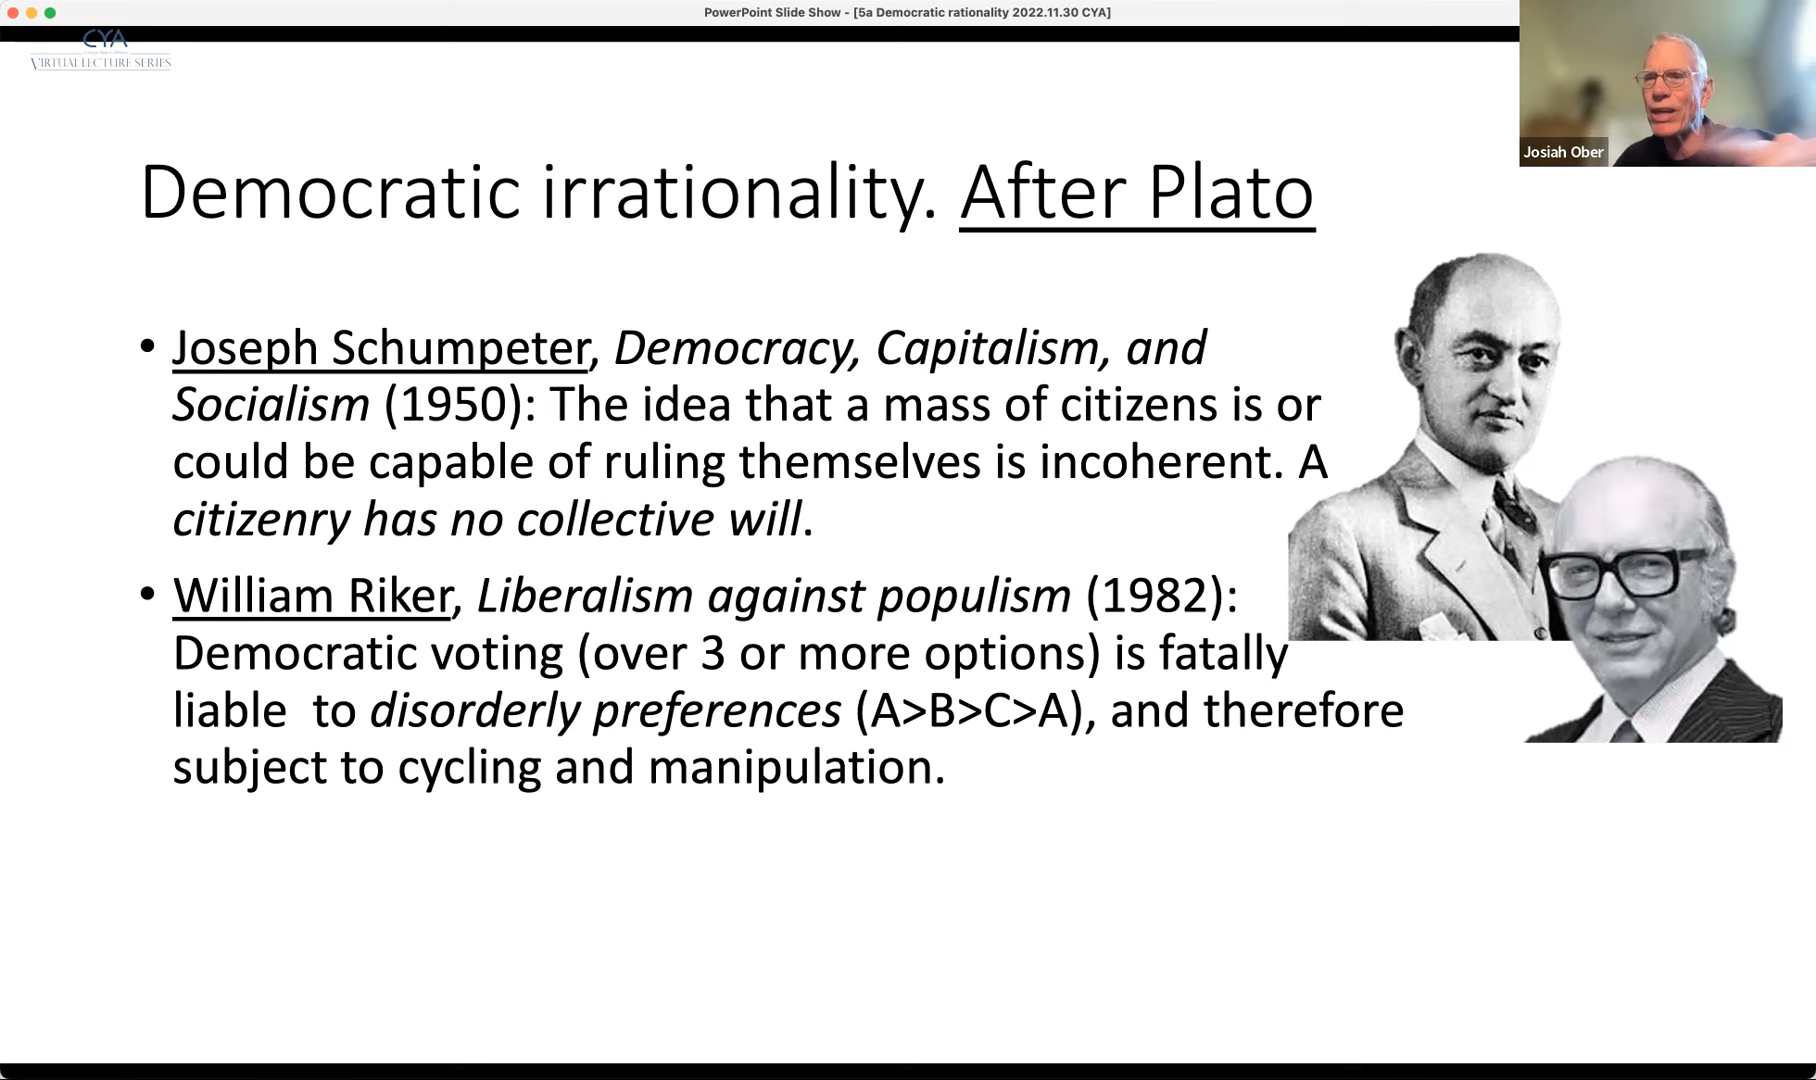 PowerPoint Slide Show - [5a Democratic rationality 2022.11.30 CYA]
CYA
VIRTUAL LECTURE SERIES
Josiah Ober
Democratic irrationality. After Plato
• Joseph Schumpeter, Democracy, Capitalism, and
Socialism (1950): The idea that a mass of citizens is or
could be capable of ruling themselves is incoherent. A
citizenry has no collective will.
• William Riker, Liberalism against populism (1982):
Democratic voting (over 3 or more options) is fatally
liable  to disorderly preferences (A>B>C>A), and therefore
subject to cycling and manipulation.